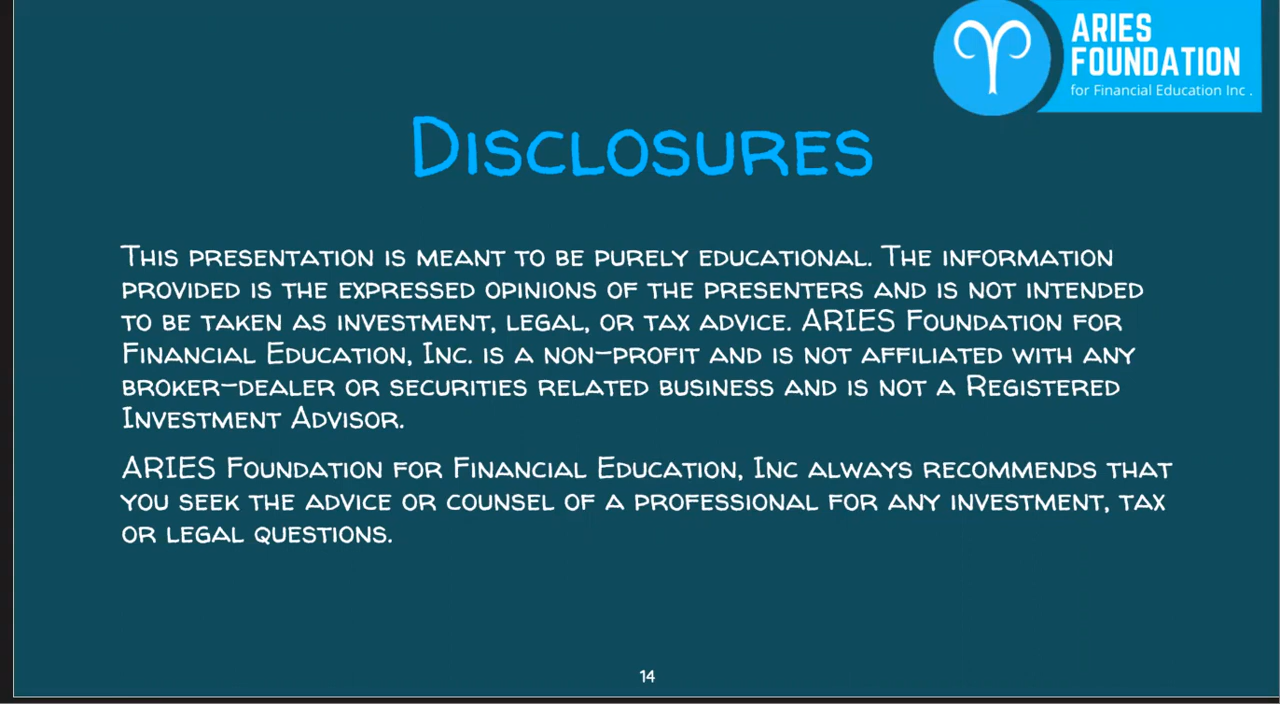 ARIES
FOUNDATION
for Financial Education Inc .
Disclosures
This presentation is meant to be purely educational. The information
provided is the expressed opinions of the presenters and is not intended
to be taken as investment, legal, or tax advice. ARIES Foundation for
Financial Education, Inc. is a non-profit and is not affiliated with any
broker-dealer or securities related business and is not a Registered
Investment Advisor.
ARIES Foundation for Financial Education, Inc always recommends that
you seek the advice or counsel of a professional for any investment, tax
or legal questions.
14